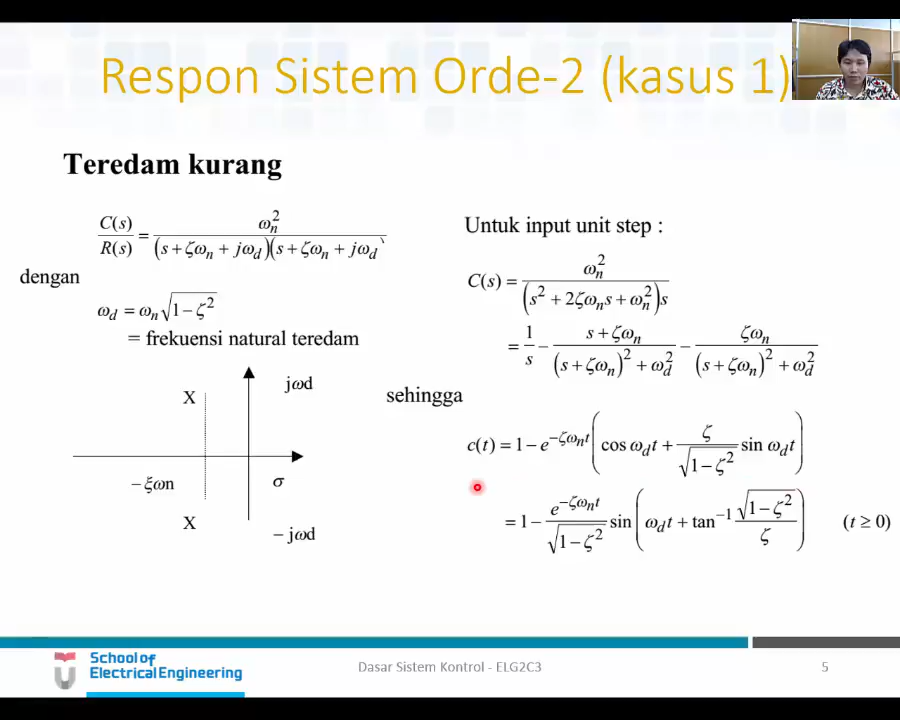 Respon Sistem Orde-2 (kasus 1)
Teredam kurang
C(s)/R(s) = ωn²/((s+ζωn + jωd)(s+ζωn + jωd)
dengan
ωd = ωn√(1−ζ²)
= frekuensi natural teredam
X
jωd
−ξωn
σ
X
−jωd
Untuk input unit step :
C(s) = ωn²/((s² + 2ζωns + ωn²)s)
= 1/s − (s+ζωn)/((s+ζωn)² + ωd²) − ζωn/((s+ζωn)² + ωd²)
sehingga
c(t) = 1 − e^(−ζωnt) (cos ωdt + ζ/√(1−ζ²) sin ωdt)
= 1 − e^(−ζωnt)/√(1−ζ²) sin (ωdt + tan⁻¹ √(1−ζ²)/ζ) (t ≥ 0)
School of
Electrical Engineering
Dasar Sistem Kontrol - ELG2C3
5